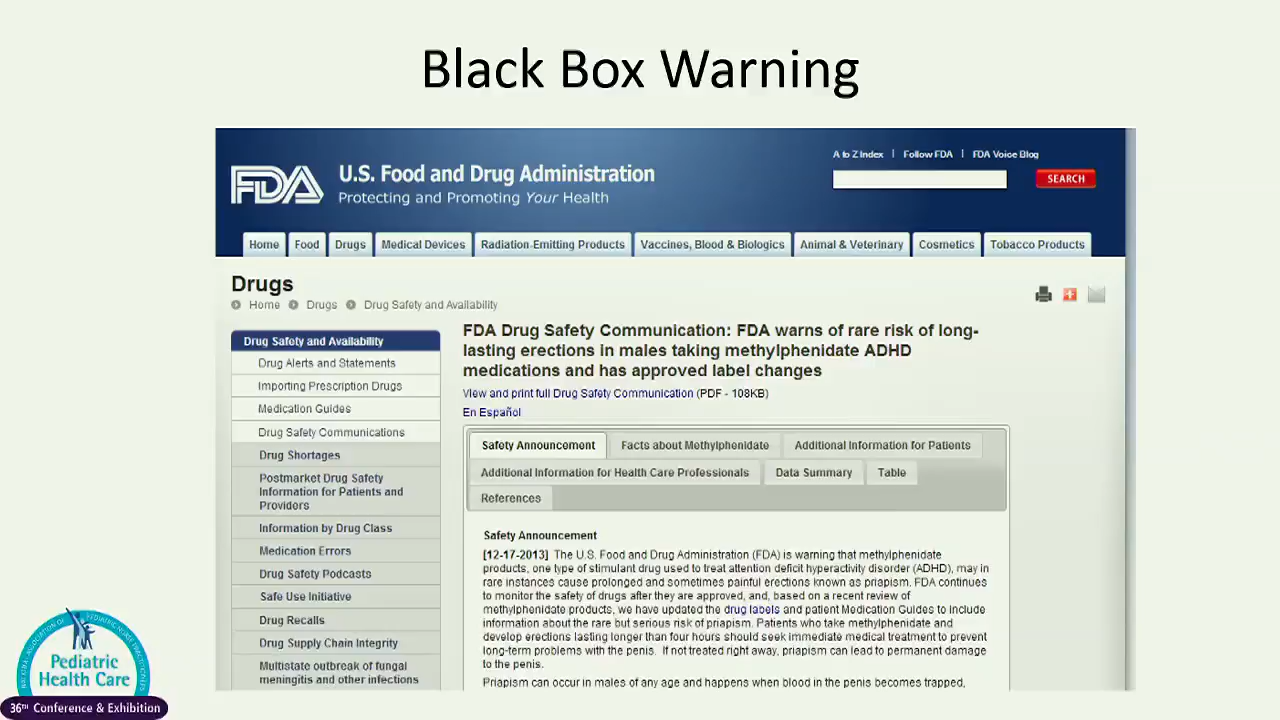 Black Box Warning
A to Z Index | Follow FDA | FDA Voice Blog
FDA
U.S. Food and Drug Administration
Protecting and Promoting Your Health
SEARCH
Home
Food
Drugs
Medical Devices
Radiation-Emitting Products
Vaccines, Blood & Biologics
Animal & Veterinary
Cosmetics
Tobacco Products
Drugs
Home Drugs Drug Safety and Availability
Drug Safety and Availability
Drug Alerts and Statements
Importing Prescription Drugs
Medication Guides
Drug Safety Communications
Drug Shortages
Postmarket Drug Safety
Information for Patients and
Providers
Information by Drug Class
Medication Errors
Drug Safety Podcasts
Safe Use Initiative
Drug Recalls
Drug Supply Chain Integrity
Multistate outbreak of fungal
meningitis and other infections
FDA Drug Safety Communication: FDA warns of rare risk of long-
lasting erections in males taking methylphenidate ADHD
medications and has approved label changes
View and print full Drug Safety Communication (PDF - 108KB)
En Español
Safety Announcement
Facts about Methylphenidate
Additional Information for Patients
Additional Information for Health Care Professionals
Data Summary
Table
References
Safety Announcement
[12-17-2013] The U.S. Food and Drug Administration (FDA) is warning that methylphenidate
products, one type of stimulant drug used to treat attention deficit hyperactivity disorder (ADHD), may in
rare instances cause prolonged and sometimes painful erections known as priapism. FDA continues
to monitor the safety of drugs after they are approved, and, based on a recent review of
methylphenidate products, we have updated the drug labels and patient Medication Guides to include
information about the rare but serious risk of priapism. Patients who take methylphenidate and
develop erections lasting longer than four hours should seek immediate medical treatment to prevent
long-term problems with the penis. If not treated right away, priapism can lead to permanent damage
to the penis.
Priapism can occur in males of any age and happens when blood in the penis becomes trapped,
Pediatric
Health Care
36TH Conference & Exhibition